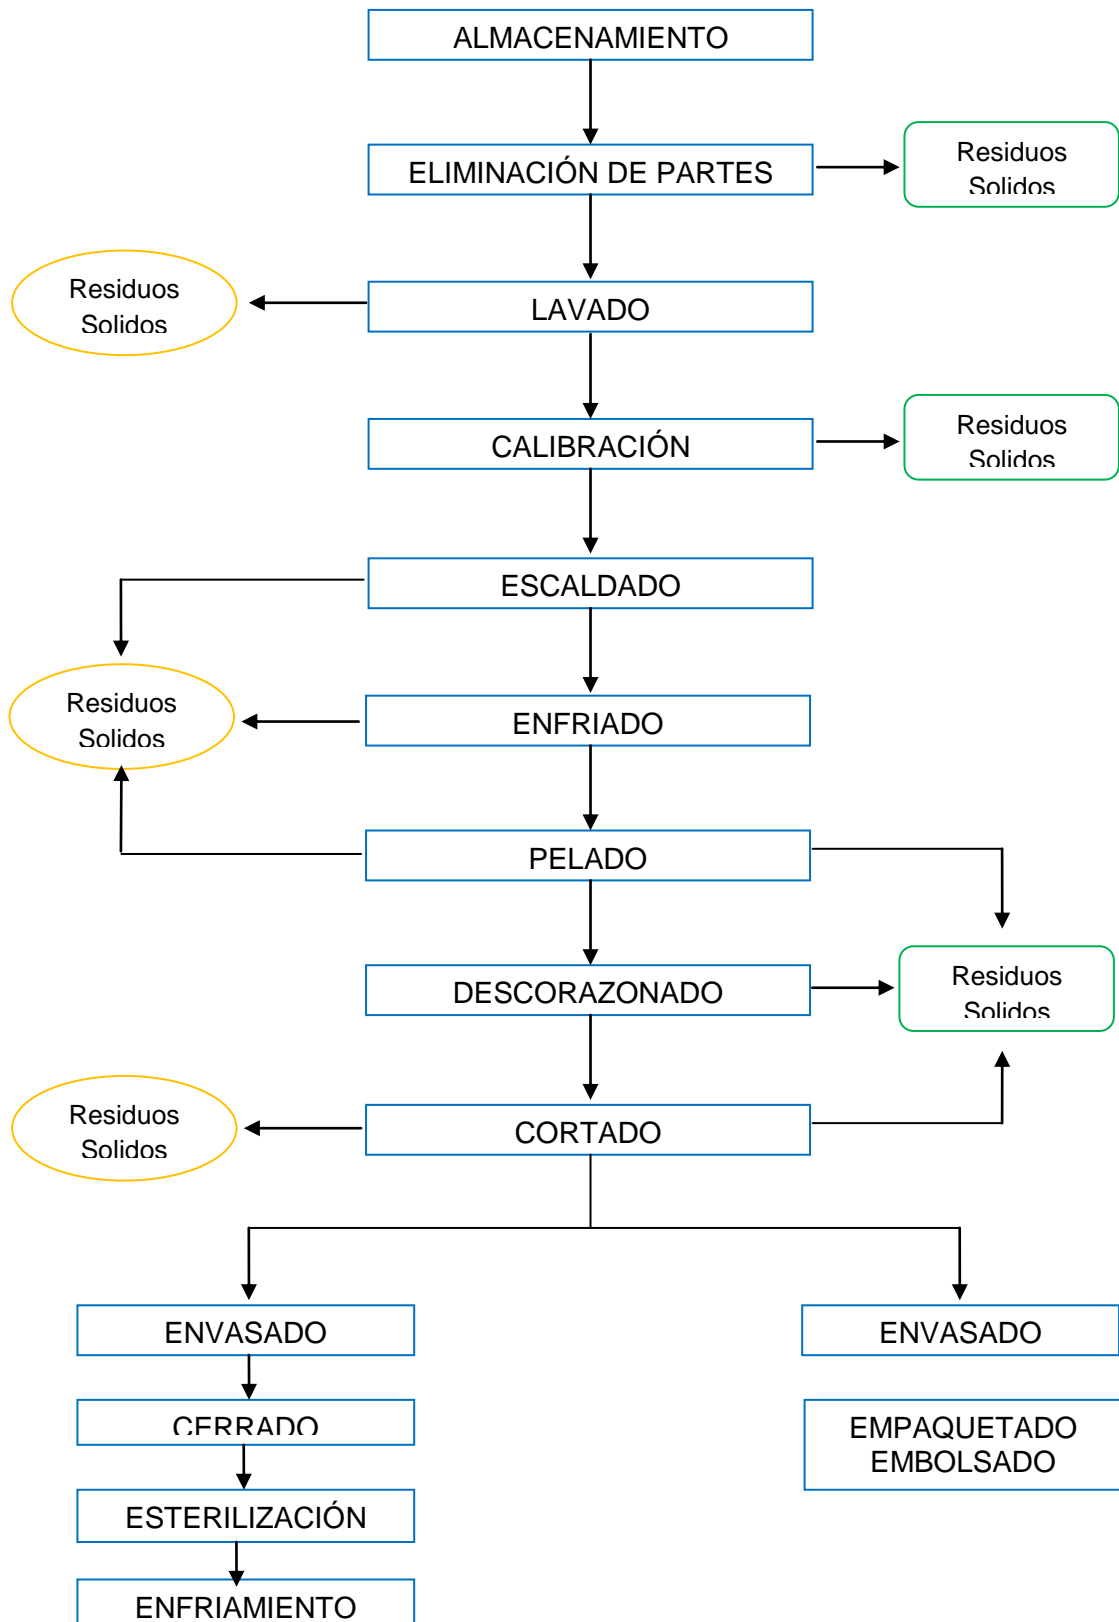 ALMACENAMIENTO
ELIMINACIÓN DE PARTES
Residuos
Solidos
Residuos
Solidos
LAVADO
CALIBRACIÓN
Residuos
Solidos
ESCALDADO
Residuos
Solidos
ENFRIADO
PELADO
DESCORAZONADO
Residuos
Solidos
Residuos
Solidos
CORTADO
ENVASADO
ENVASADO
CERRADO
EMPAQUETADO
EMBOLSADO
ESTERILIZACIÓN
ENFRIAMIENTO